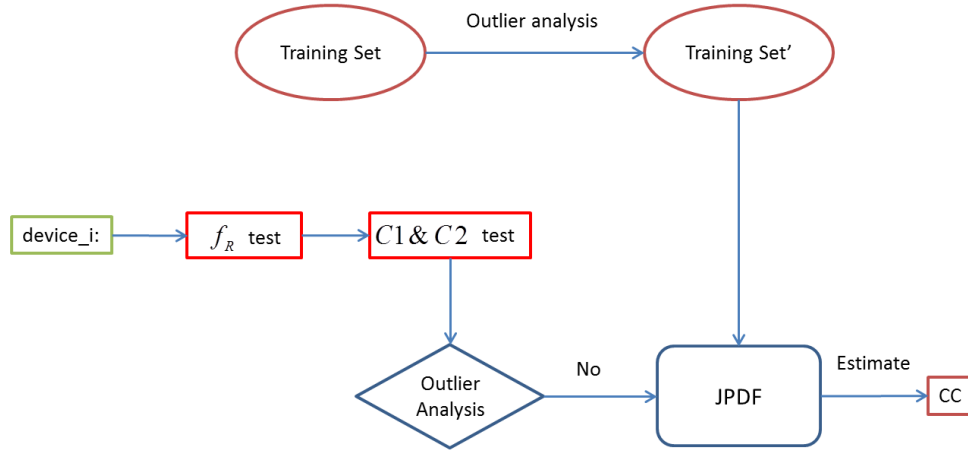 Outlier analysis
Training Set
Training Set’
device_i:
f_R test
C1 & C2 test
Outlier
Analysis
No
JPDF
Estimate
CC